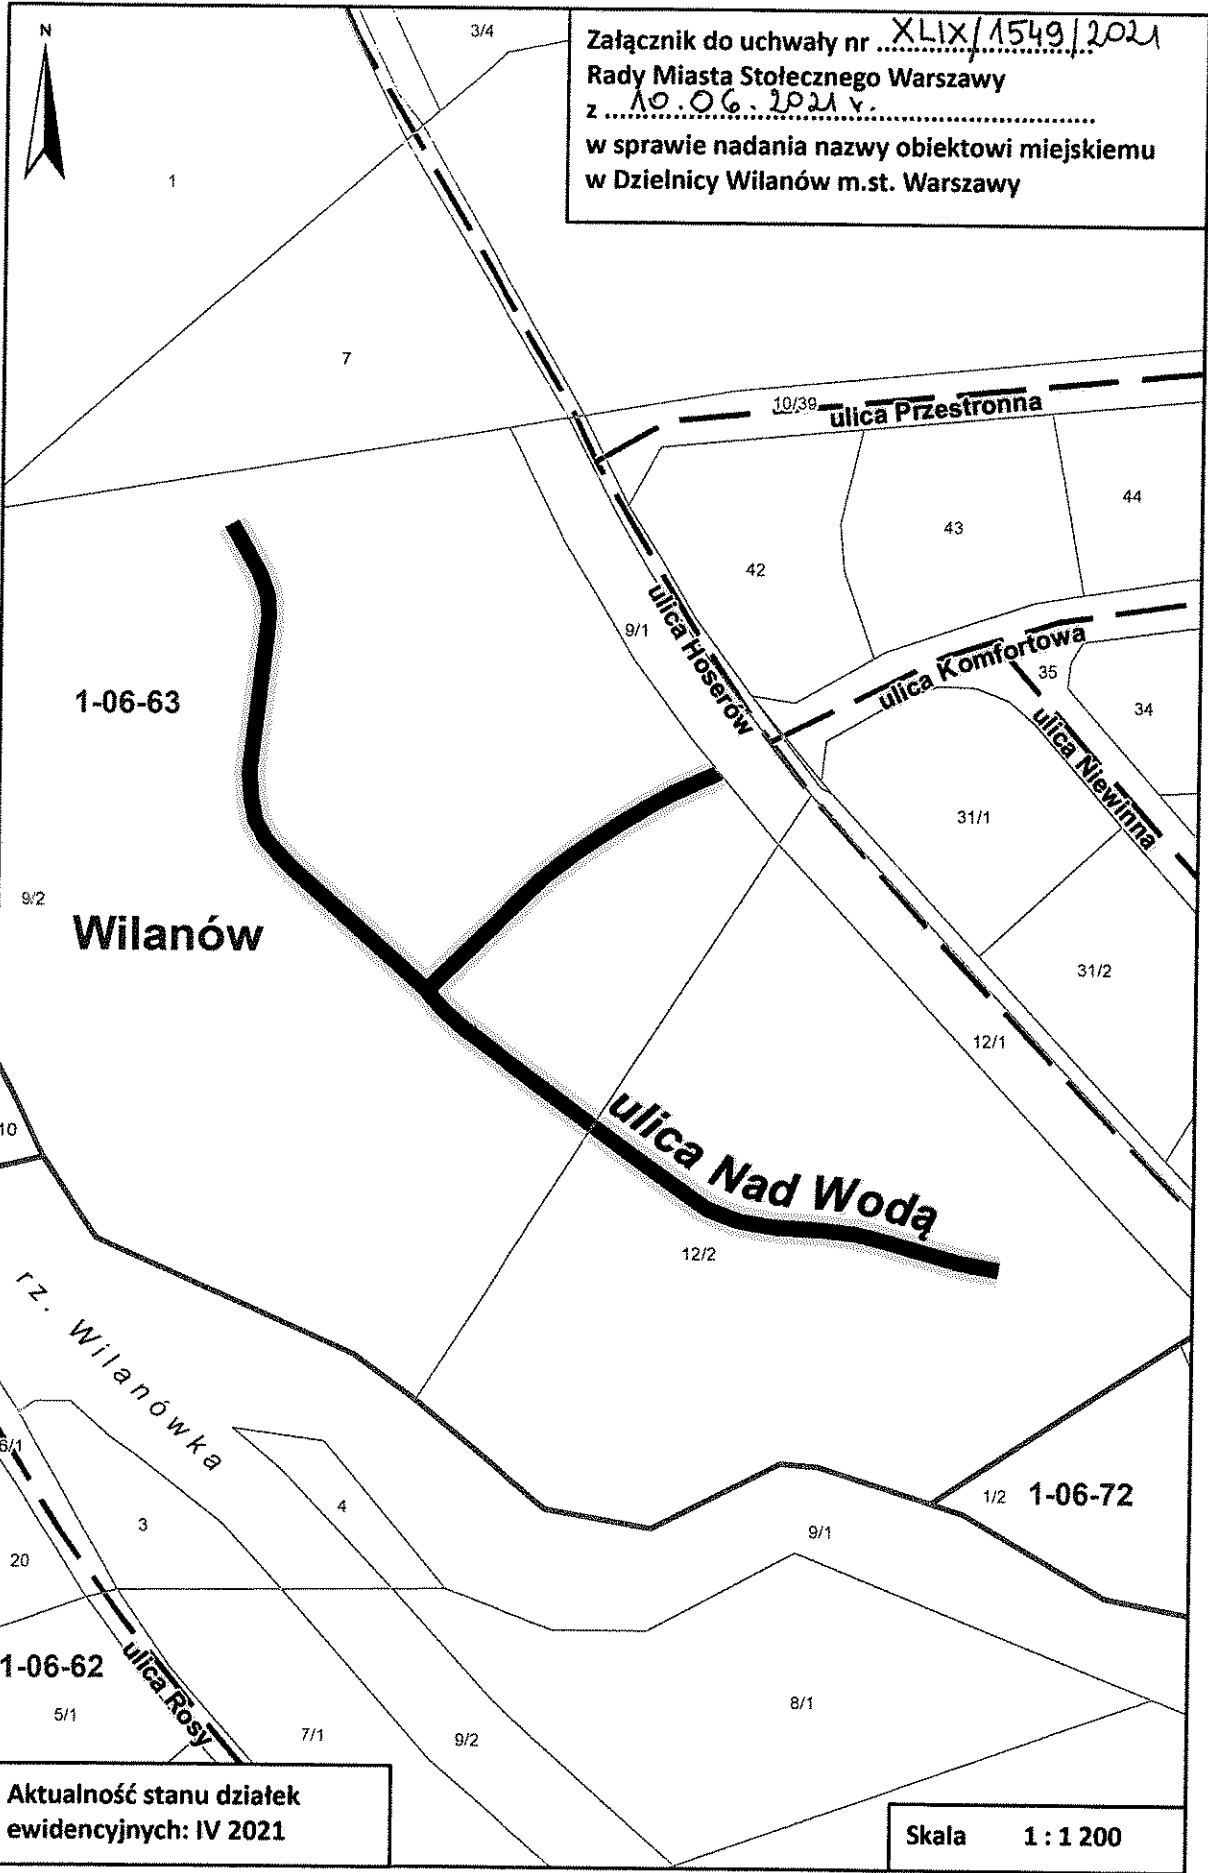 N
3/4
Załącznik do uchwały nr XLIX/1549/2021
Rady Miasta Stołecznego Warszawy
z 10.06.2021 r.
w sprawie nadania nazwy obiektowi miejskiemu
w Dzielnicy Wilanów m.st. Warszawy
1
7
10/39
ulica Przestronna
44
43
42
9/1
ulica Hoserów
ulica Komfortowa
35
34
ulica Niewinna
1-06-63
31/1
9/2
Wilanów
31/2
12/1
10
ulica Nad Wodą
12/2
rz. Wilanówka
6/1
3
4
20
1/2
1-06-72
9/1
1-06-62
ulica Rosy
5/1
7/1
9/2
8/1
Aktualność stanu działek
ewidencyjnych: IV 2021
Skala 1 : 1 200